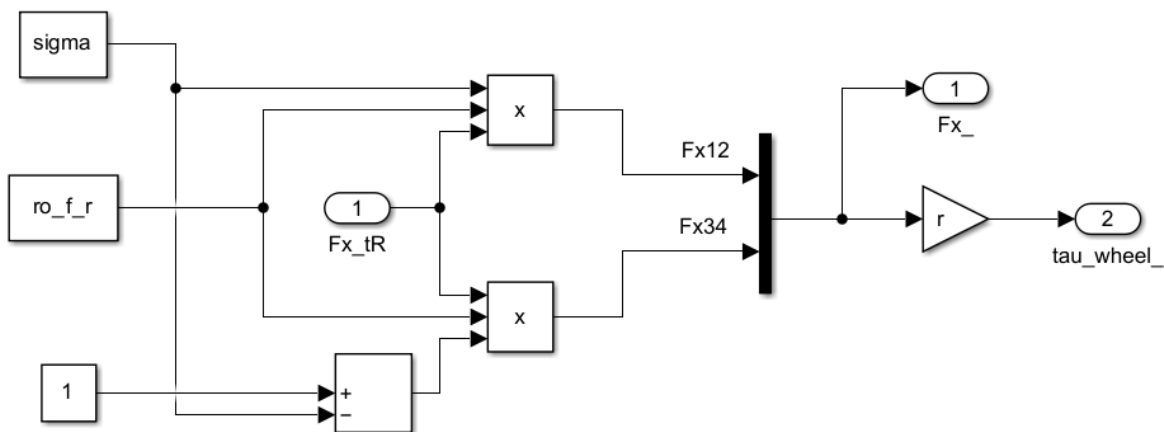 sigma
x
1
Fx_
Fx12
ro_f_r
1
Fx_tR
r
2
tau_wheel_
Fx34
x
1
+
−